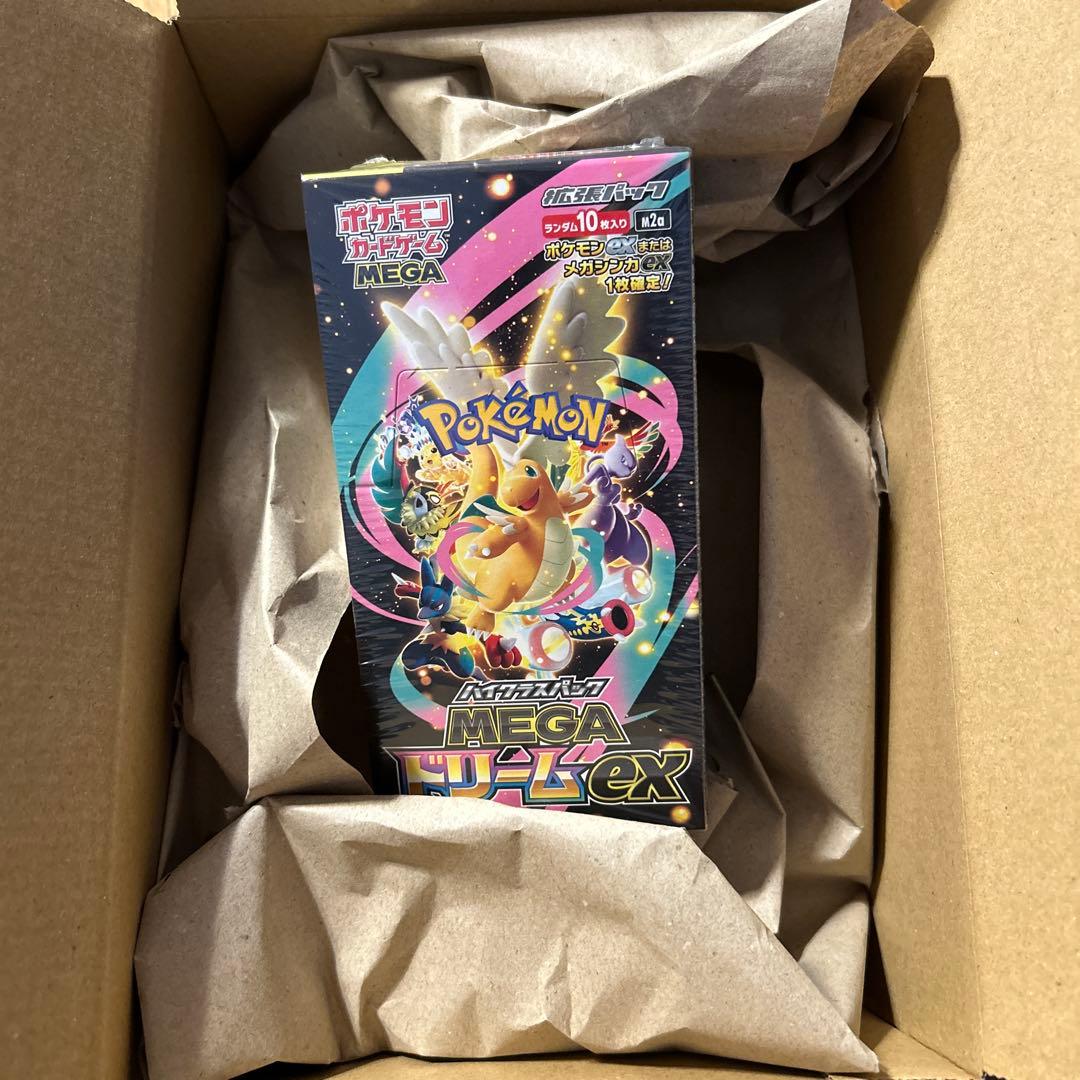 ポケモン
カードゲーム
MEGA
拡張パック
ランダム10枚入り M2a
ポケモンexまたは
メガシンカex
1枚確定!
POKéMON
ハイクラスパック
MEGA
ドリームex